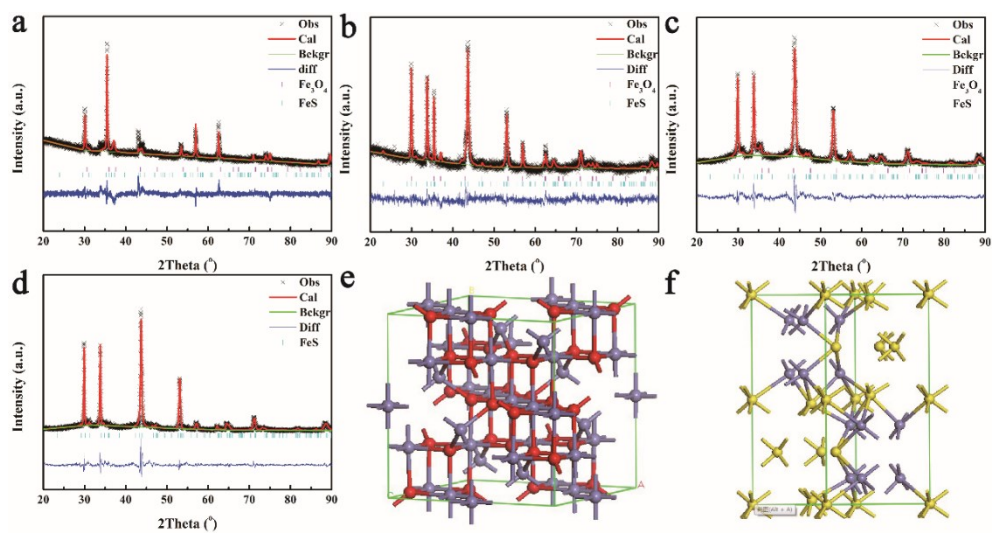 a
Obs
Cal
Bckgr
diff
Fe₃O₄
FeS
Intensity (a.u.)
20 30 40 50 60 70 80 90
2Theta (°)
b
Obs
Cal
Bckgr
Diff
Fe₃O₄
FeS
Intensity (a.u.)
20 30 40 50 60 70 80 90
2Theta (°)
c
Obs
Cal
Bckgr
Diff
Fe₃O₄
FeS
Intensity (a.u.)
20 30 40 50 60 70 80 90
2Theta (°)
d
Obs
Cal
Bckgr
Diff
FeS
Intensity (a.u.)
20 30 40 50 60 70 80 90
2Theta (°)
e
A
f